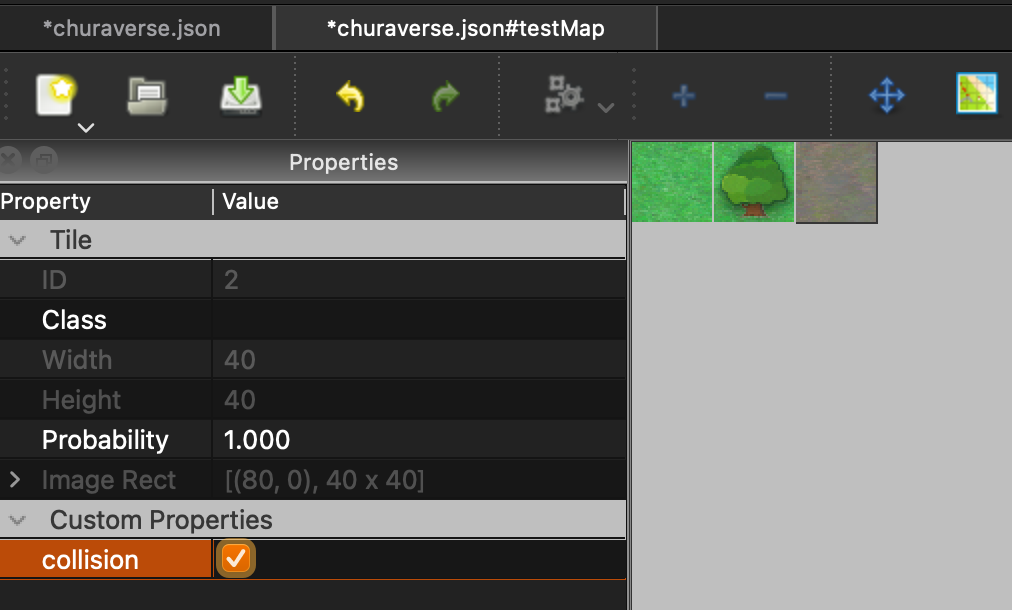 *churaverse.json
*churaverse.json#testMap
Properties
Property Value
Tile
ID 2
Class
Width 40
Height 40
Probability 1.000
Image Rect [(80, 0), 40 x 40]
Custom Properties
collision